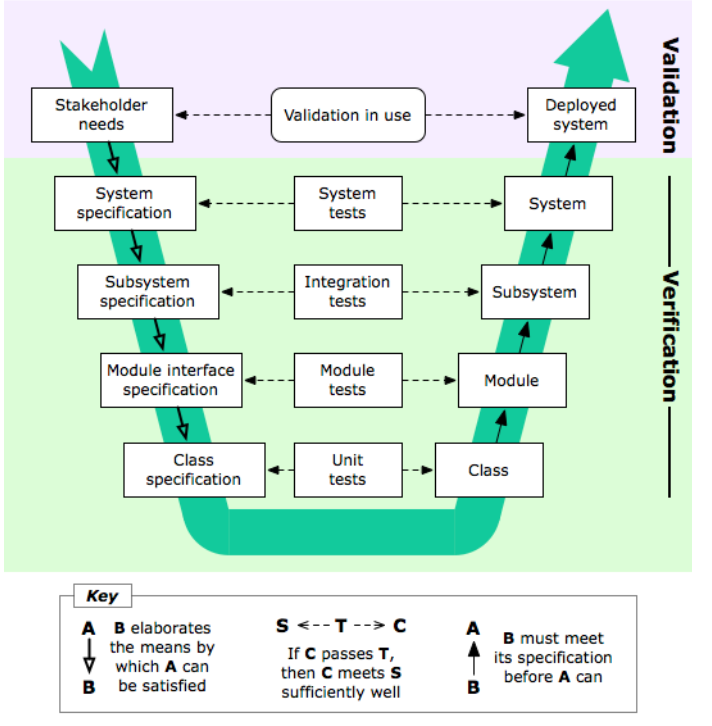 Validation
Stakeholder
needs
Validation in use
Deployed
system
Verification
System
specification
System
tests
System
Subsystem
specification
Integration
tests
Subsystem
Module interface
specification
Module
tests
Module
Class
specification
Unit
tests
Class
Key
A
B
B elaborates
the means by
which A can
be satisfied
S <--T--> C
If C passes T,
then C meets S
sufficiently well
A
B
B must meet
its specification
before A can